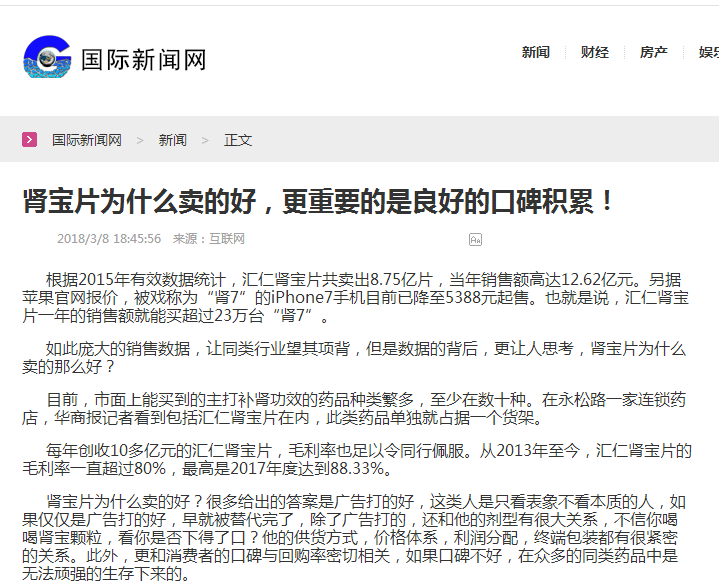 国际新闻网
新闻 财经 房产 娱乐
国际新闻网 > 新闻 > 正文
肾宝片为什么卖的好，更重要的是良好的口碑积累！
2018/3/8 18:45:56 来源：互联网
根据2015年有效数据统计，汇仁肾宝片共卖出8.75亿片，当年销售额高达12.62亿元。另据
苹果官网报价，被戏称为“肾7”的iPhone7手机目前已降至5388元起售。也就是说，汇仁肾宝
片一年的销售额就能买超过23万台“肾7”。
如此庞大的销售数据，让同类行业望其项背，但是数据的背后，更让人思考，肾宝片为什么
卖的那么好？
目前，市面上能买到的主打补肾功效的药品种类繁多，至少在数十种。在永松路一家连锁药
店，华商报记者看到包括汇仁肾宝片在内，此类药品单独就占据一个货架。
每年创收10多亿元的汇仁肾宝片，毛利率也足以令同行佩服。从2013年至今，汇仁肾宝片的
毛利率一直超过80%，最高是2017年度达到88.33%。
肾宝片为什么卖的好？很多给出的答案是广告打的好，这类人是只看表象不看本质的人，如
果仅仅是广告打的好，早就被替代完了，除了广告打的，还和他的剂型有很大关系，不信你喝
喝肾宝颗粒，看你是否下得了口？他的供货方式，价格体系，利润分配，终端包装都有很紧密
的关系。此外，更和消费者的口碑与回购率密切相关，如果口碑不好，在众多的同类药品中是
无法顽强的生存下来的。